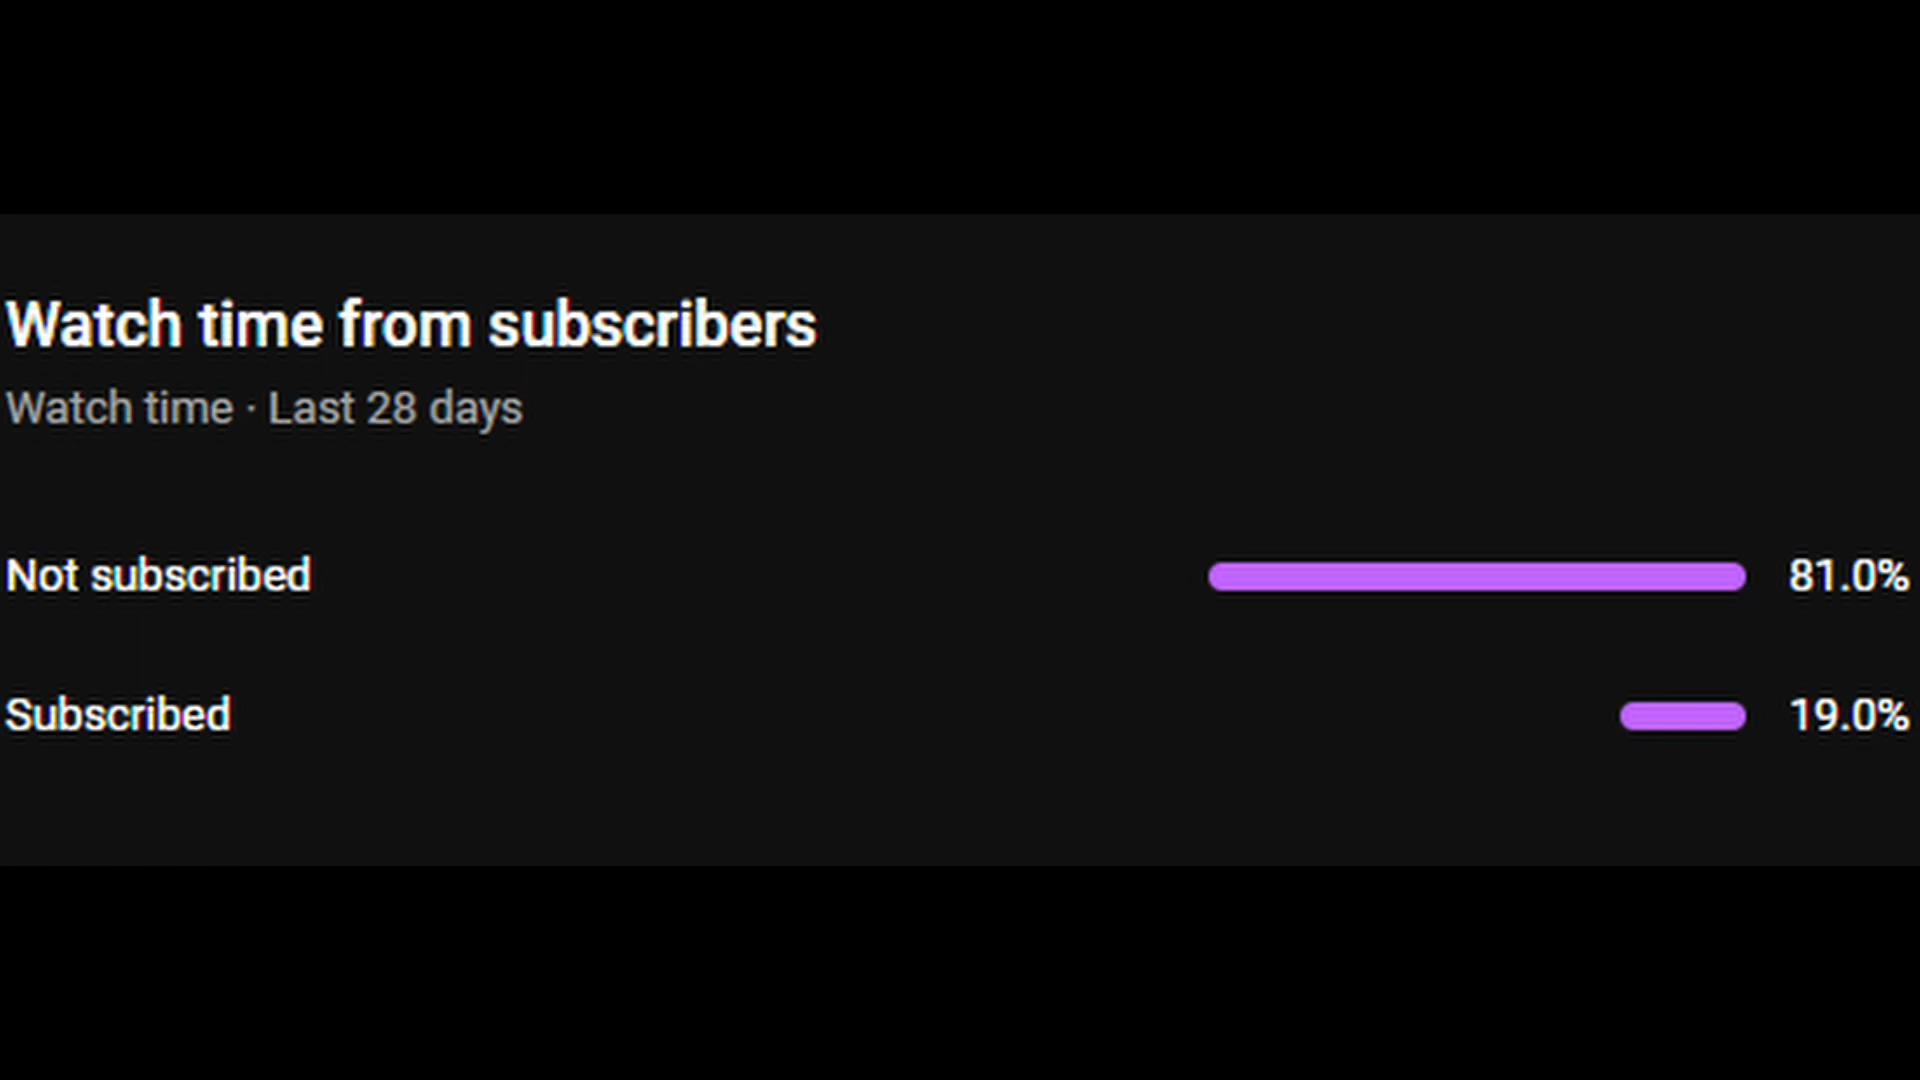 Watch time from subscribers
Watch time · Last 28 days
Not subscribed 81.0%
Subscribed 19.0%